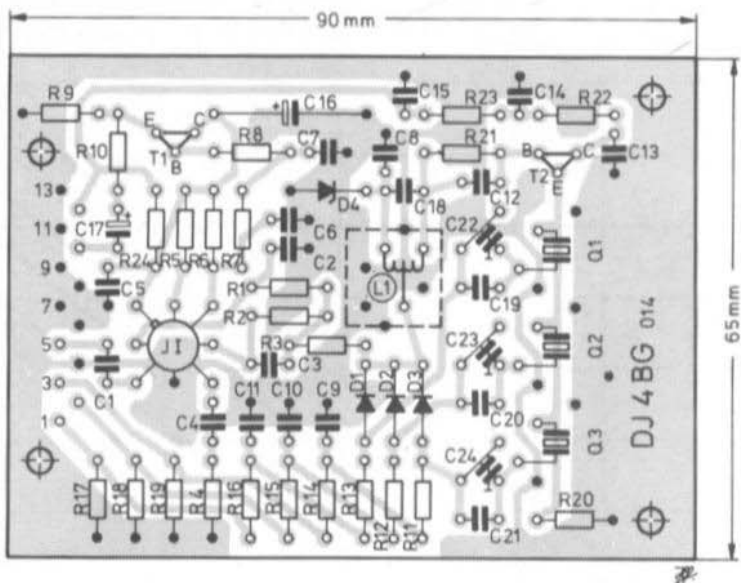 90 mm
R9
C16
C15
R23
C14
R22
E
C
R10
T1
B
R8
C7
C8
R21
B
C
C13
T2
E
13
D4
C18
C12
11
C17
C6
C22
9
R24
R5
R6
R7
C2
L1
Q1
C5
R1
C19
7
R2
C23
Q2
DJ 4 BG 014
65 mm
5
J1
R3
C3
3
C1
D1
D2
D3
C20
C11
C10
C9
1
C4
C24
Q3
R17
R18
R19
R4
R16
R15
R14
R13
R12
R11
R20
C21